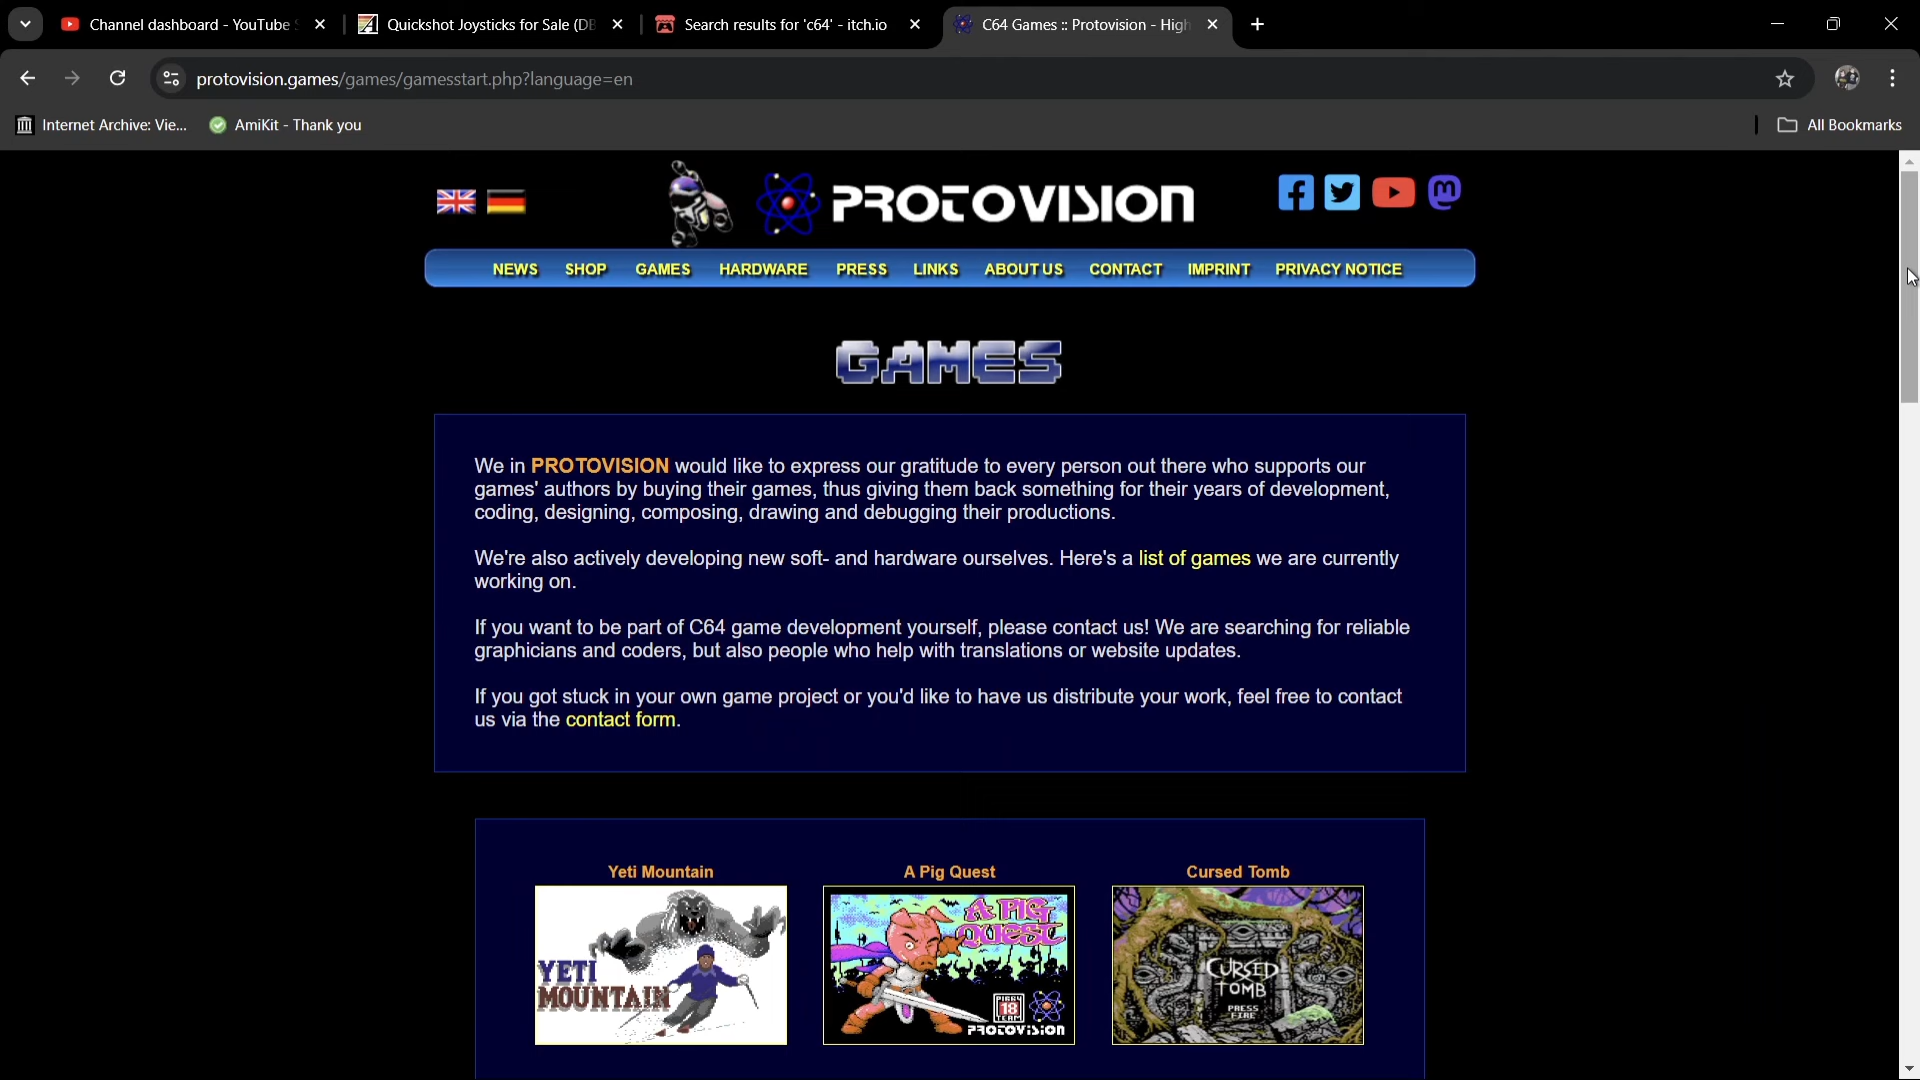 Channel dashboard - YouTube S
Quickshot Joysticks for Sale (DE
Search results for 'c64' - itch.io
C64 Games :: Protovision - High
protovision.games/games/gamesstart.php?language=en
Internet Archive: Vie...
AmiKit - Thank you
All Bookmarks
PROTOVISION
NEWS SHOP GAMES HARDWARE PRESS LINKS ABOUT US CONTACT IMPRINT PRIVACY NOTICE
GAMES
We in PROTOVISION would like to express our gratitude to every person out there who supports our
games' authors by buying their games, thus giving them back something for their years of development,
coding, designing, composing, drawing and debugging their productions.
We're also actively developing new soft- and hardware ourselves. Here's a list of games we are currently
working on.
If you want to be part of C64 game development yourself, please contact us! We are searching for reliable
graphicians and coders, but also people who help with translations or website updates.
If you got stuck in your own game project or you'd like to have us distribute your work, feel free to contact
us via the contact form.
Yeti Mountain
YETI
MOUNTAIN
A Pig Quest
A PIG
QUEST
PIGGY
18
TEAM
PROTOVISION
Cursed Tomb
CURSED
TOMB
PRESS
FIRE